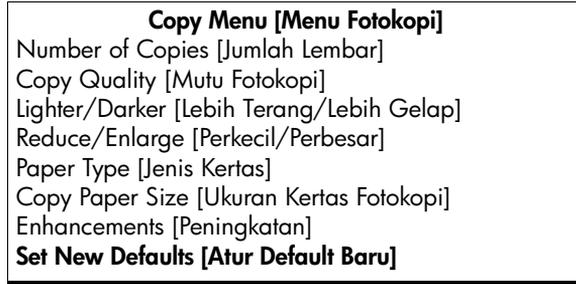 Copy Menu [Menu Fotokopi]
Number of Copies [Jumlah Lembar]
Copy Quality [Mutu Fotokopi]
Lighter/Darker [Lebih Terang/Lebih Gelap]
Reduce/Enlarge [Perkecil/Perbesar]
Paper Type [Jenis Kertas]
Copy Paper Size [Ukuran Kertas Fotokopi]
Enhancements [Peningkatan]
Set New Defaults [Atur Default Baru]